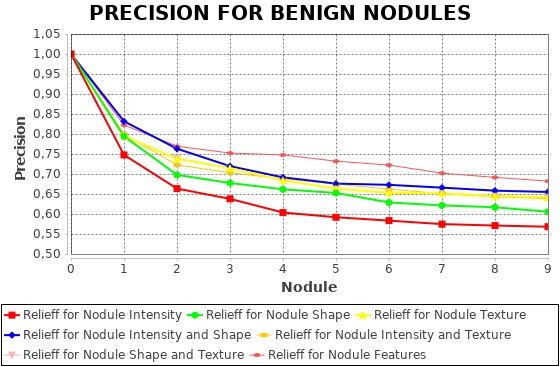 PRECISION FOR BENIGN NODULES
1,05
1,00
0,95
0,90
0,85
0,80
0,75
0,70
0,65
0,60
0,55
0,50
Precision
0 1 2 3 4 5 6 7 8 9
Nodule
Relieff for Nodule Intensity Relieff for Nodule Shape Relieff for Nodule Texture
Relieff for Nodule Intensity and Shape Relieff for Nodule Intensity and Texture
Relieff for Nodule Shape and Texture Relieff for Nodule Features